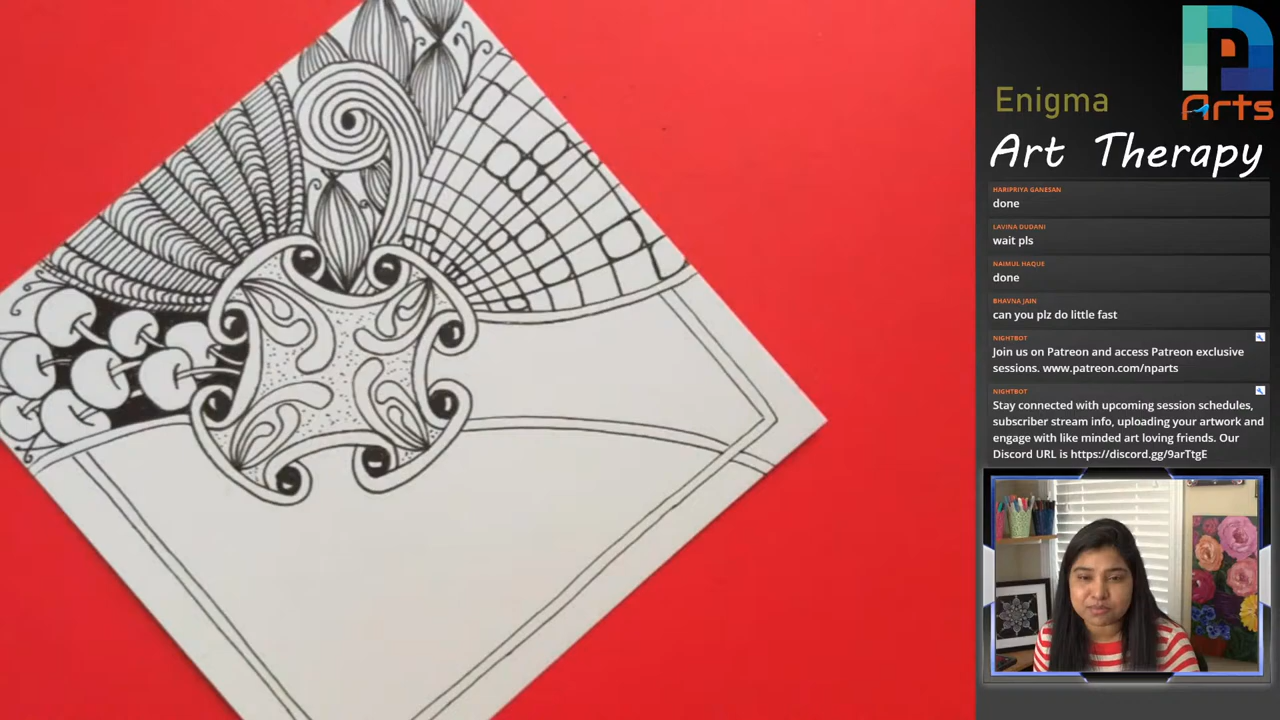 Arts
Enigma
Art Therapy
HARIPRIYA GANESAN
done
LAVINA DUDANI
wait pls
NAIMUL HAQUE
done
BHAVNA JAIN
can you plz do little fast
NIGHTBOT
Join us on Patreon and access Patreon exclusive
sessions. www.patreon.com/nparts
NIGHTBOT
Stay connected with upcoming session schedules,
subscriber stream info, uploading your artwork and
engage with like minded art loving friends. Our
Discord URL is https://discord.gg/9arTtgE